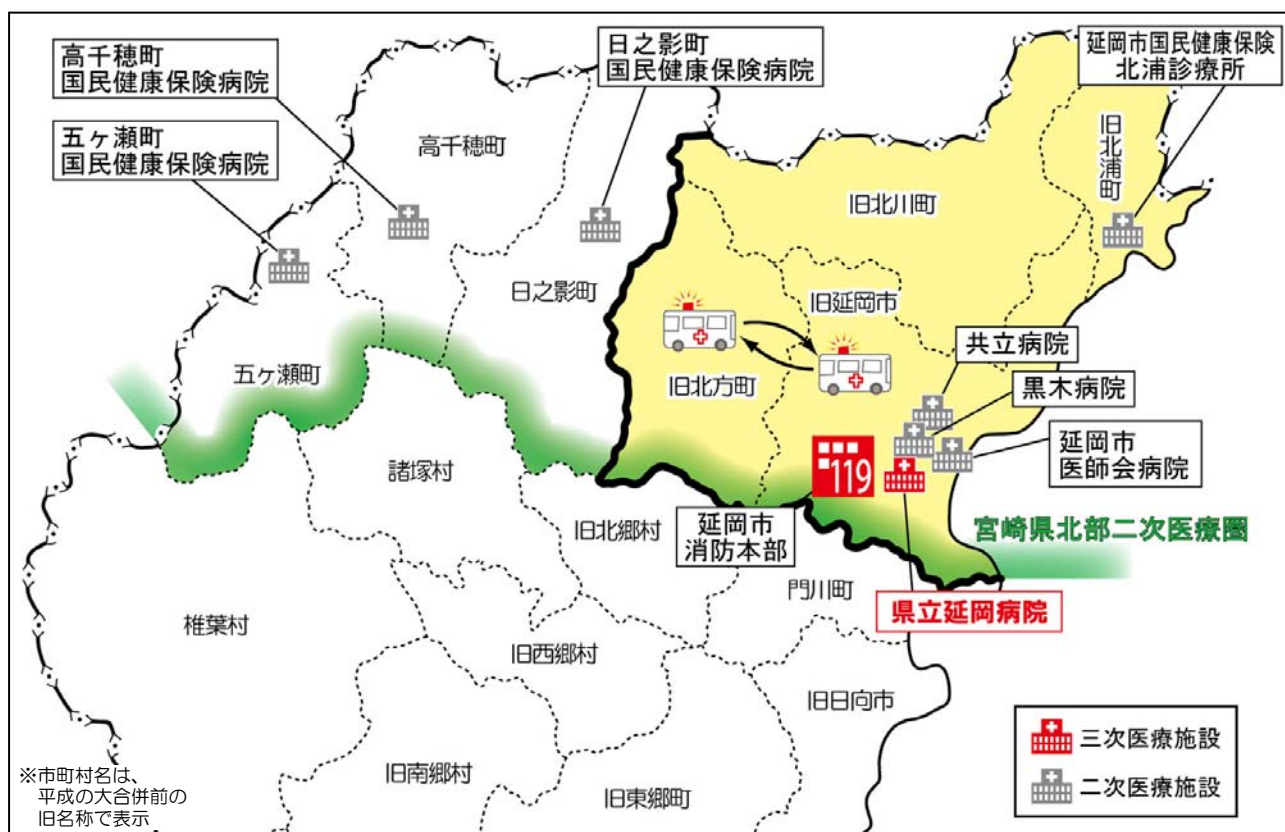 高千穂町
国民健康保険病院
日之影町
国民健康保険病院
延岡市国民健康保険
北浦診療所
五ヶ瀬町
国民健康保険病院
高千穂町
旧北浦町
旧北川町
日之影町
旧延岡市
共立病院
五ヶ瀬町
旧北方町
黒木病院
延岡市
医師会病院
119
諸塚村
旧北郷村
延岡市
消防本部
宮崎県北部二次医療圏
門川町
県立延岡病院
椎葉村
旧西郷村
旧日向市
三次医療施設
二次医療施設
旧南郷村
旧東郷町
※市町村名は、
平成の大合併前の
旧名称で表示